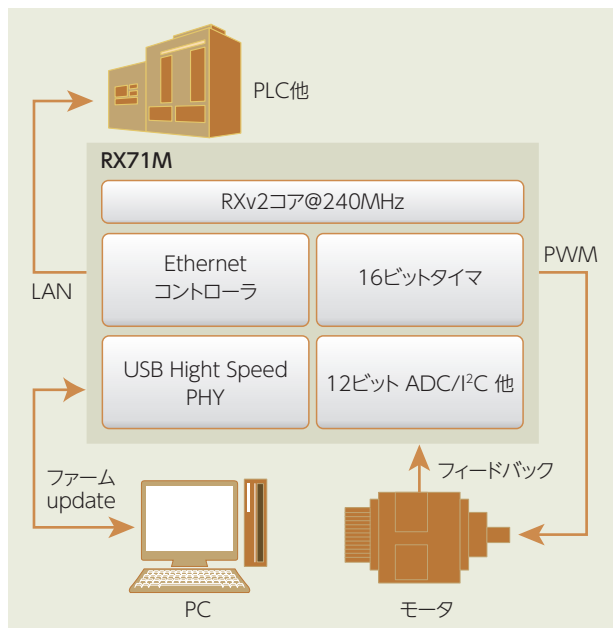 PLC他
RX71M
RXv2コア@240MHz
Ethernet
コントローラ
16ビットタイマ
PWM
LAN
USB Hight Speed
PHY
12ビット ADC/I²C 他
ファーム
update
フィードバック
PC
モータ